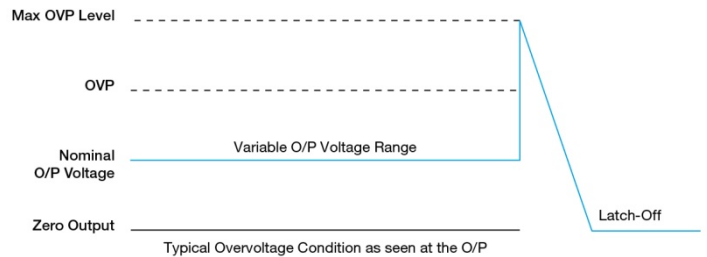 Max OVP Level
OVP
Variable O/P Voltage Range
Nominal
O/P Voltage
Latch-Off
Zero Output
Typical Overvoltage Condition as seen at the O/P